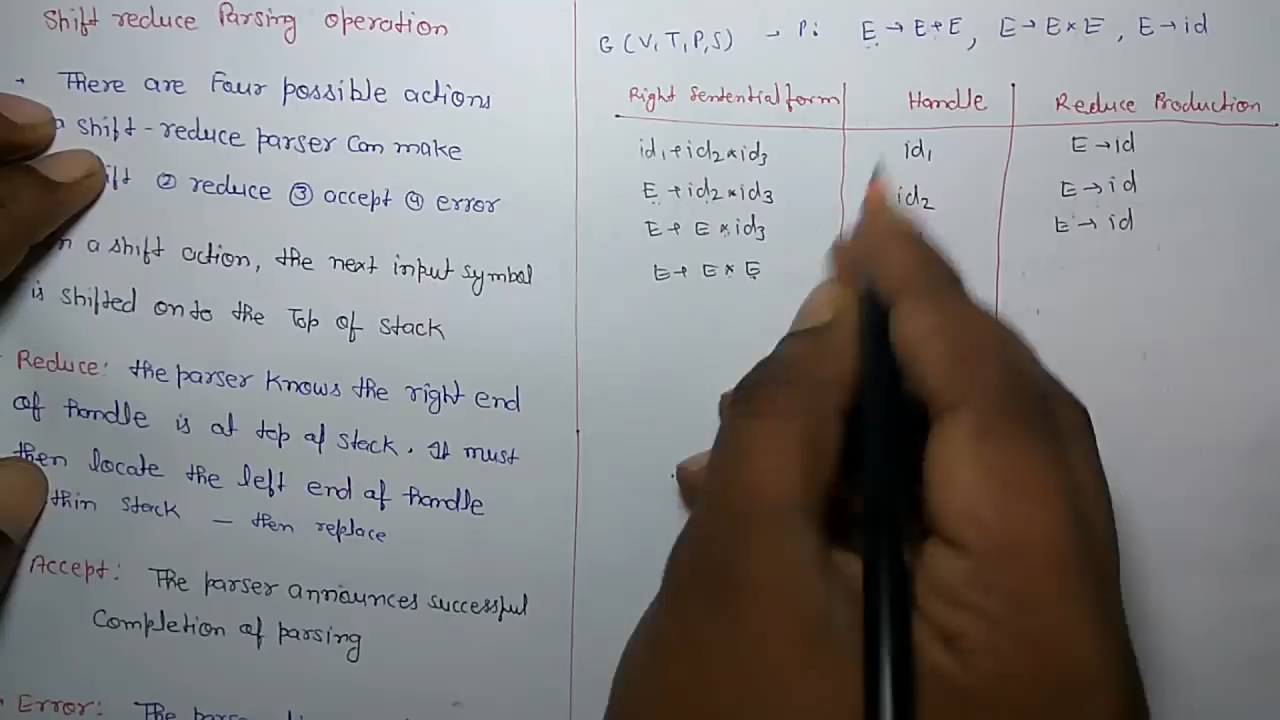 Shift reduce Parsing operation
There are Four possible actions
a shift-reduce parser can make
② reduce ③ accept ④ error
a shift action, the next input symbol
is shifted onto the Top of stack
Reduce: the parser knows the right end
of handle is at top of stack. It must
then locate the left end of handle
stack - then replace
Accept: The parser announces successful
Completion of parsing
Error: The
G(V,T,P,S) → P: E → E+E, E → E×E, E → id
Right Sentential form Handle Reduce Production
id₁+id₂*id₃ id₁ E → id
E+id₂*id₃ id₂ E → id
E+E*id₃ E → id
E+E*E